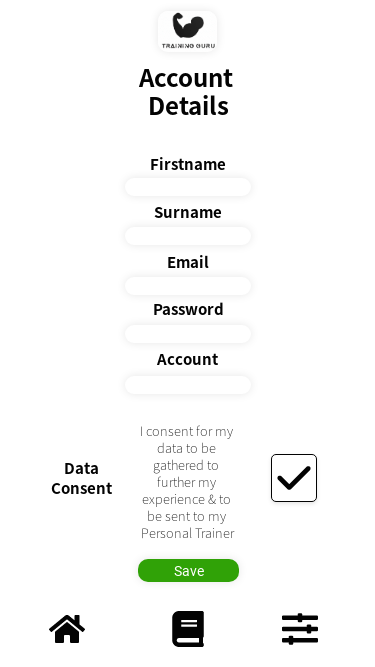 TRAINING GURU
Account
Details
Firstname
Surname
Email
Password
Account
Data
Consent
I consent for my
data to be
gathered to
further my
experience & to
be sent to my
Personal Trainer
Save